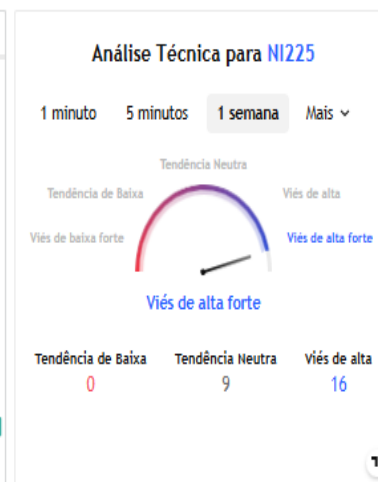 Análise Técnica para NI225
1 minuto 5 minutos 1 semana Mais
Tendência Neutra
Tendência de Baixa Viés de alta
Viés de baixa forte Viés de alta forte
Viés de alta forte
Tendência de Baixa Tendência Neutra Viés de alta
0 9 16